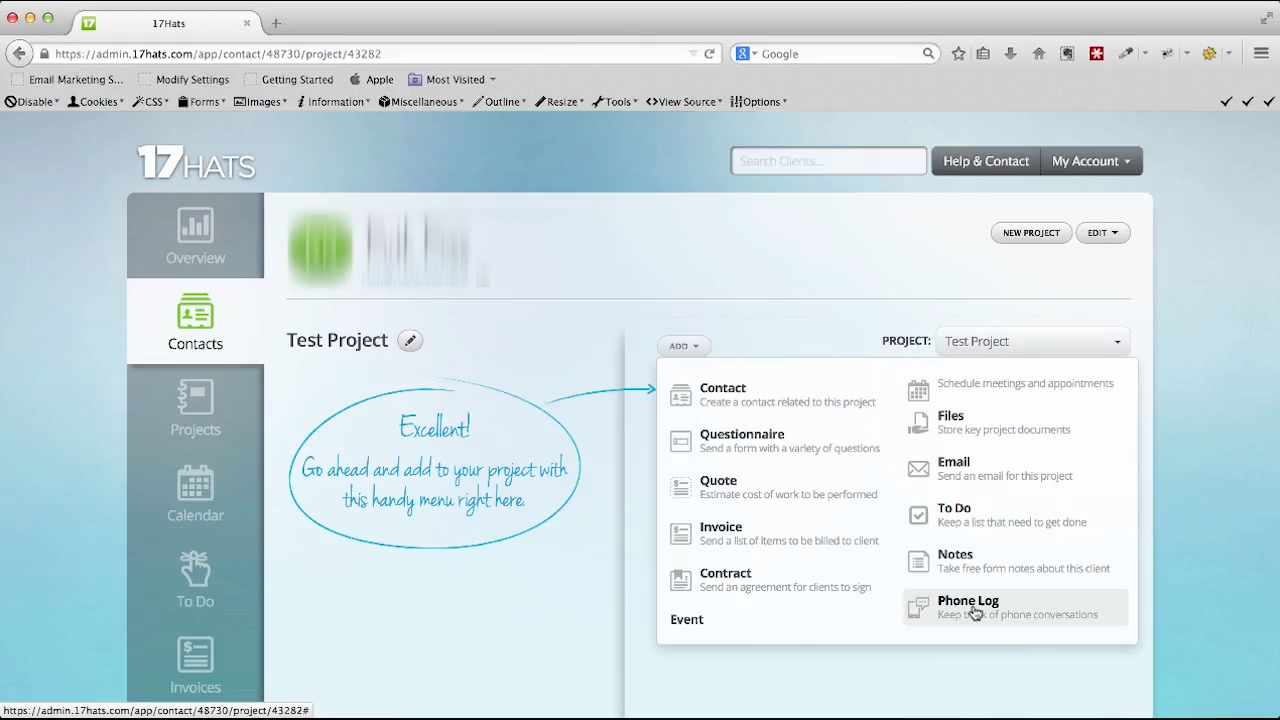 17Hats
https://admin.17hats.com/app/contact/48730/project/43282
Google
Email Marketing S...
Modify Settings
Getting Started
Apple
Most Visited
Disable
Cookies
CSS
Forms
Images
Information
Miscellaneous
Outline
Resize
Tools
View Source
Options
17HATS
Search Clients...
Help & Contact
My Account
Overview
Contacts
Projects
Calendar
To Do
Invoices
NEW PROJECT
EDIT
Test Project
ADD
PROJECT:
Test Project
Excellent!
Go ahead and add to your project with
this handy menu right here.
Contact
Create a contact related to this project
Questionnaire
Send a form with a variety of questions
Quote
Estimate cost of work to be performed
Invoice
Send a list of items to be billed to client
Contract
Send an agreement for clients to sign
Event
Schedule meetings and appointments
Files
Store key project documents
Email
Send an email for this project
To Do
Keep a list that need to get done
Notes
Take free form notes about this client
Phone Log
Keep of phone conversations
https://admin.17hats.com/app/contact/48730/project/43282#